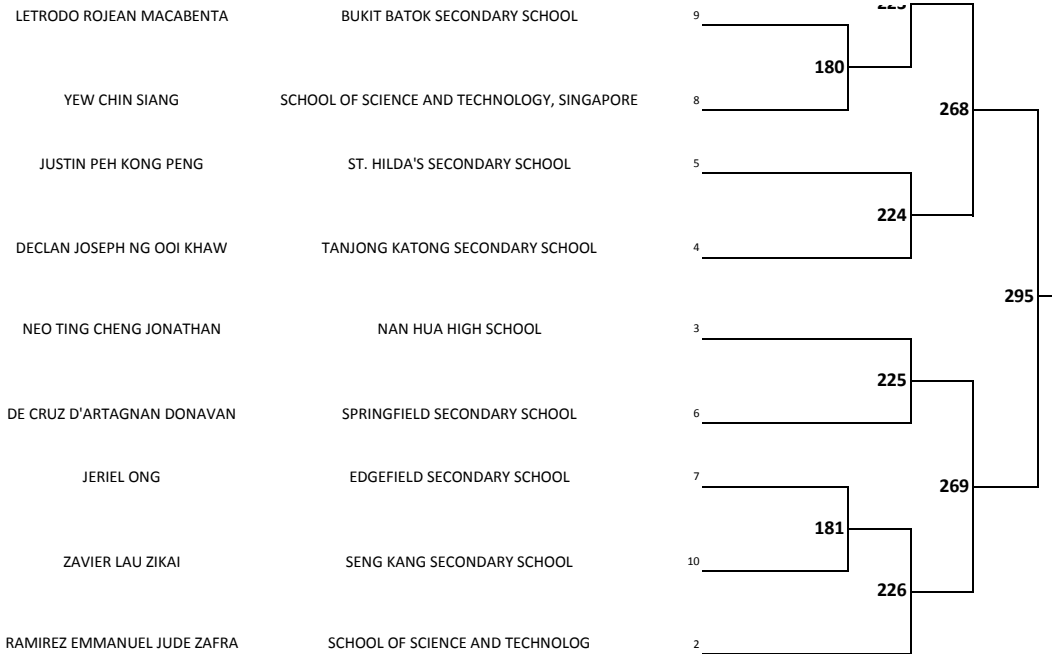 LETRODO ROJEAN MACABENTA BUKIT BATOK SECONDARY SCHOOL 9
180
YEW CHIN SIANG SCHOOL OF SCIENCE AND TECHNOLOGY, SINGAPORE 8
268
JUSTIN PEH KONG PENG ST. HILDA'S SECONDARY SCHOOL 5
224
DECLAN JOSEPH NG OOI KHAW TANJONG KATONG SECONDARY SCHOOL 4
295
NEO TING CHENG JONATHAN NAN HUA HIGH SCHOOL 3
225
DE CRUZ D'ARTAGNAN DONAVAN SPRINGFIELD SECONDARY SCHOOL 6
JERIEL ONG EDGEFIELD SECONDARY SCHOOL 7
269
181
ZAVIER LAU ZIKAI SENG KANG SECONDARY SCHOOL 10
226
RAMIREZ EMMANUEL JUDE ZAFRA SCHOOL OF SCIENCE AND TECHNOLOG 2